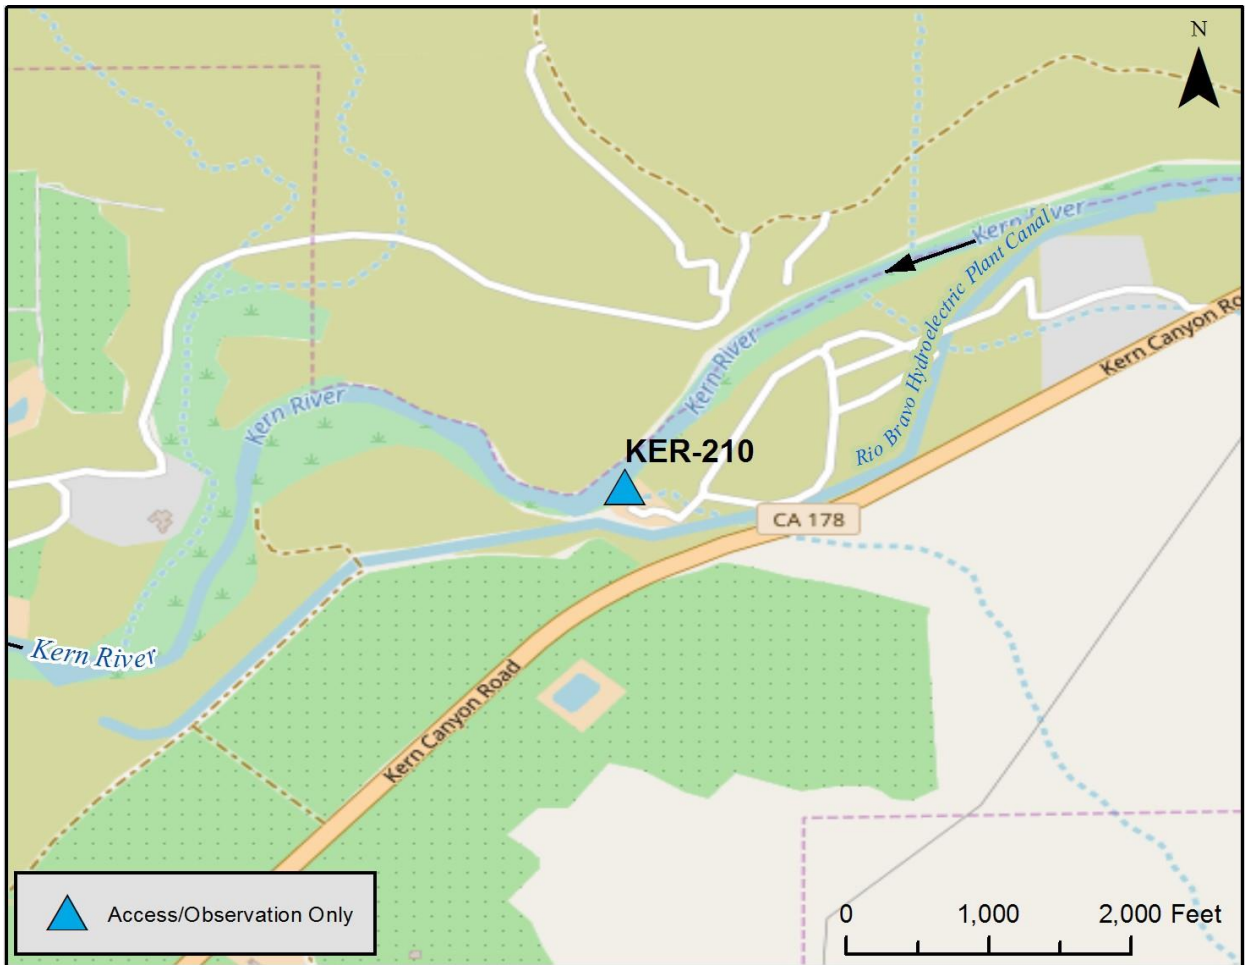 N
Kern River
Rio Bravo Hydroelectric Plant Canal
Kern Canyon Ro
Kern River
Kern River
KER-210
CA 178
Kern River
Kern Canyon Road
Access/Observation Only
0 1,000 2,000 Feet